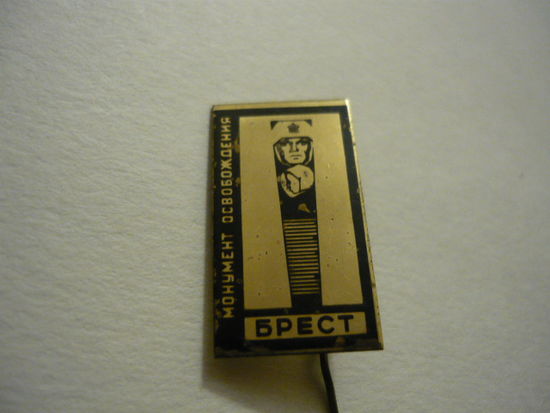 МОНУМЕНТ ОСВОБОЖДЕНИЯ
БРЕСТ